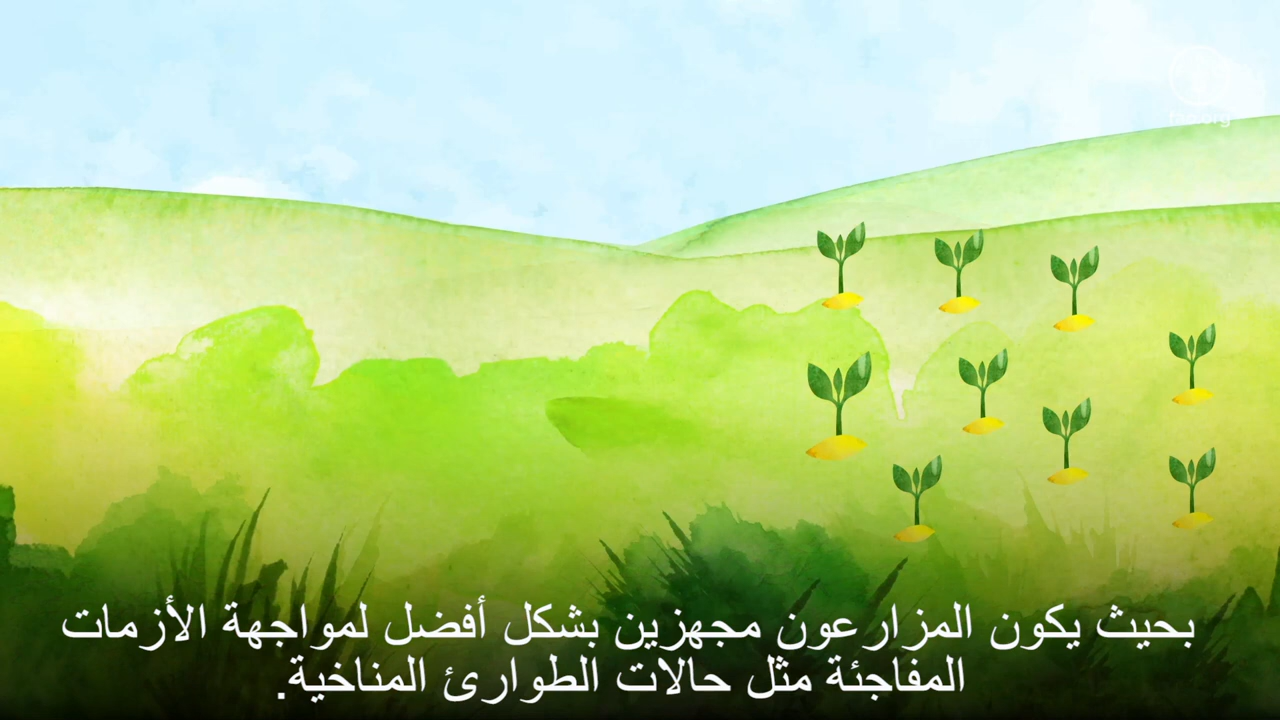 بحيث يكون المزارعون مجهزين بشكل أفضل لمواجهة الأزمات
المفاجئة مثل حالات الطوارئ المناخية.